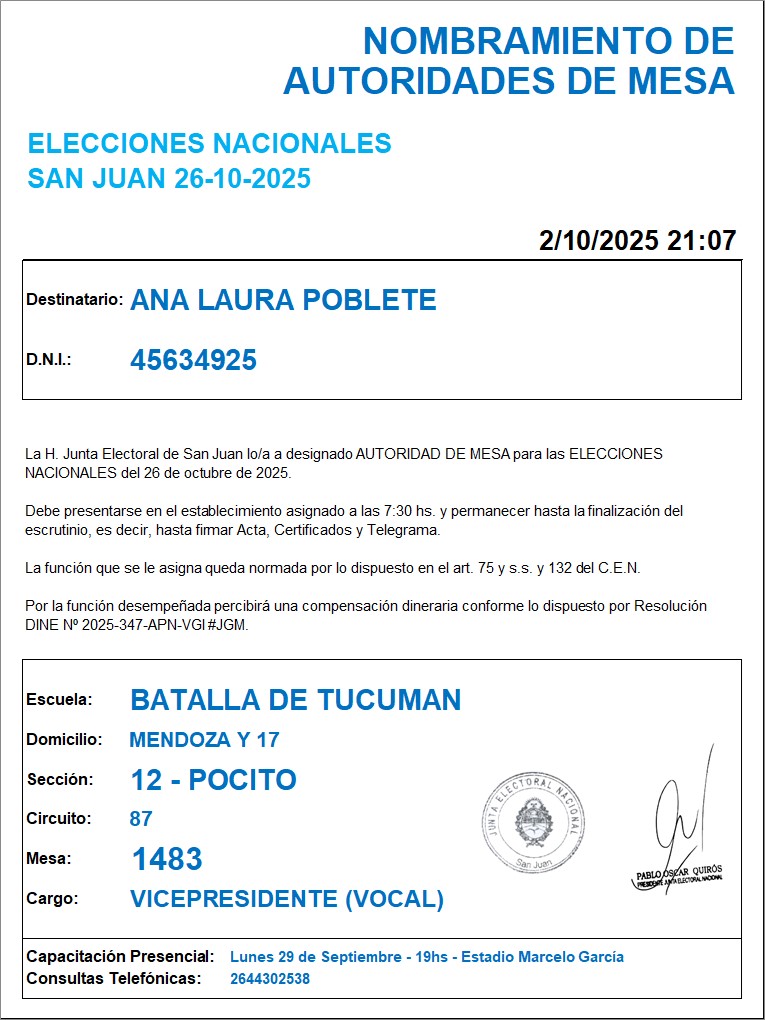 NOMBRAMIENTO DE
AUTORIDADES DE MESA
ELECCIONES NACIONALES
SAN JUAN 26-10-2025
2/10/2025 21:07
Destinatario: ANA LAURA POBLETE
D.N.I.: 45634925
La H. Junta Electoral de San Juan lo/a a designado AUTORIDAD DE MESA para las ELECCIONES
NACIONALES del 26 de octubre de 2025.
Debe presentarse en el establecimiento asignado a las 7:30 hs. y permanecer hasta la finalización del
escrutinio, es decir, hasta firmar Acta, Certificados y Telegrama.
La función que se le asigna queda normada por lo dispuesto en el art. 75 y s.s. y 132 del C.E.N.
Por la función desempeñada percibirá una compensación dineraria conforme lo dispuesto por Resolución
DINE Nº 2025-347-APN-VGI#JGM.
Escuela: BATALLA DE TUCUMAN
Domicilio: MENDOZA Y 17
Sección: 12 - POCITO
Circuito: 87
Mesa: 1483
Cargo: VICEPRESIDENTE (VOCAL)
JUNTA ELECTORAL NACIONAL
San Juan
PABLO OSCAR QUIRÓS
PRESIDENTE JUNTA ELECTORAL NACIONAL
Capacitación Presencial: Lunes 29 de Septiembre - 19hs - Estadio Marcelo García
Consultas Telefónicas: 2644302538